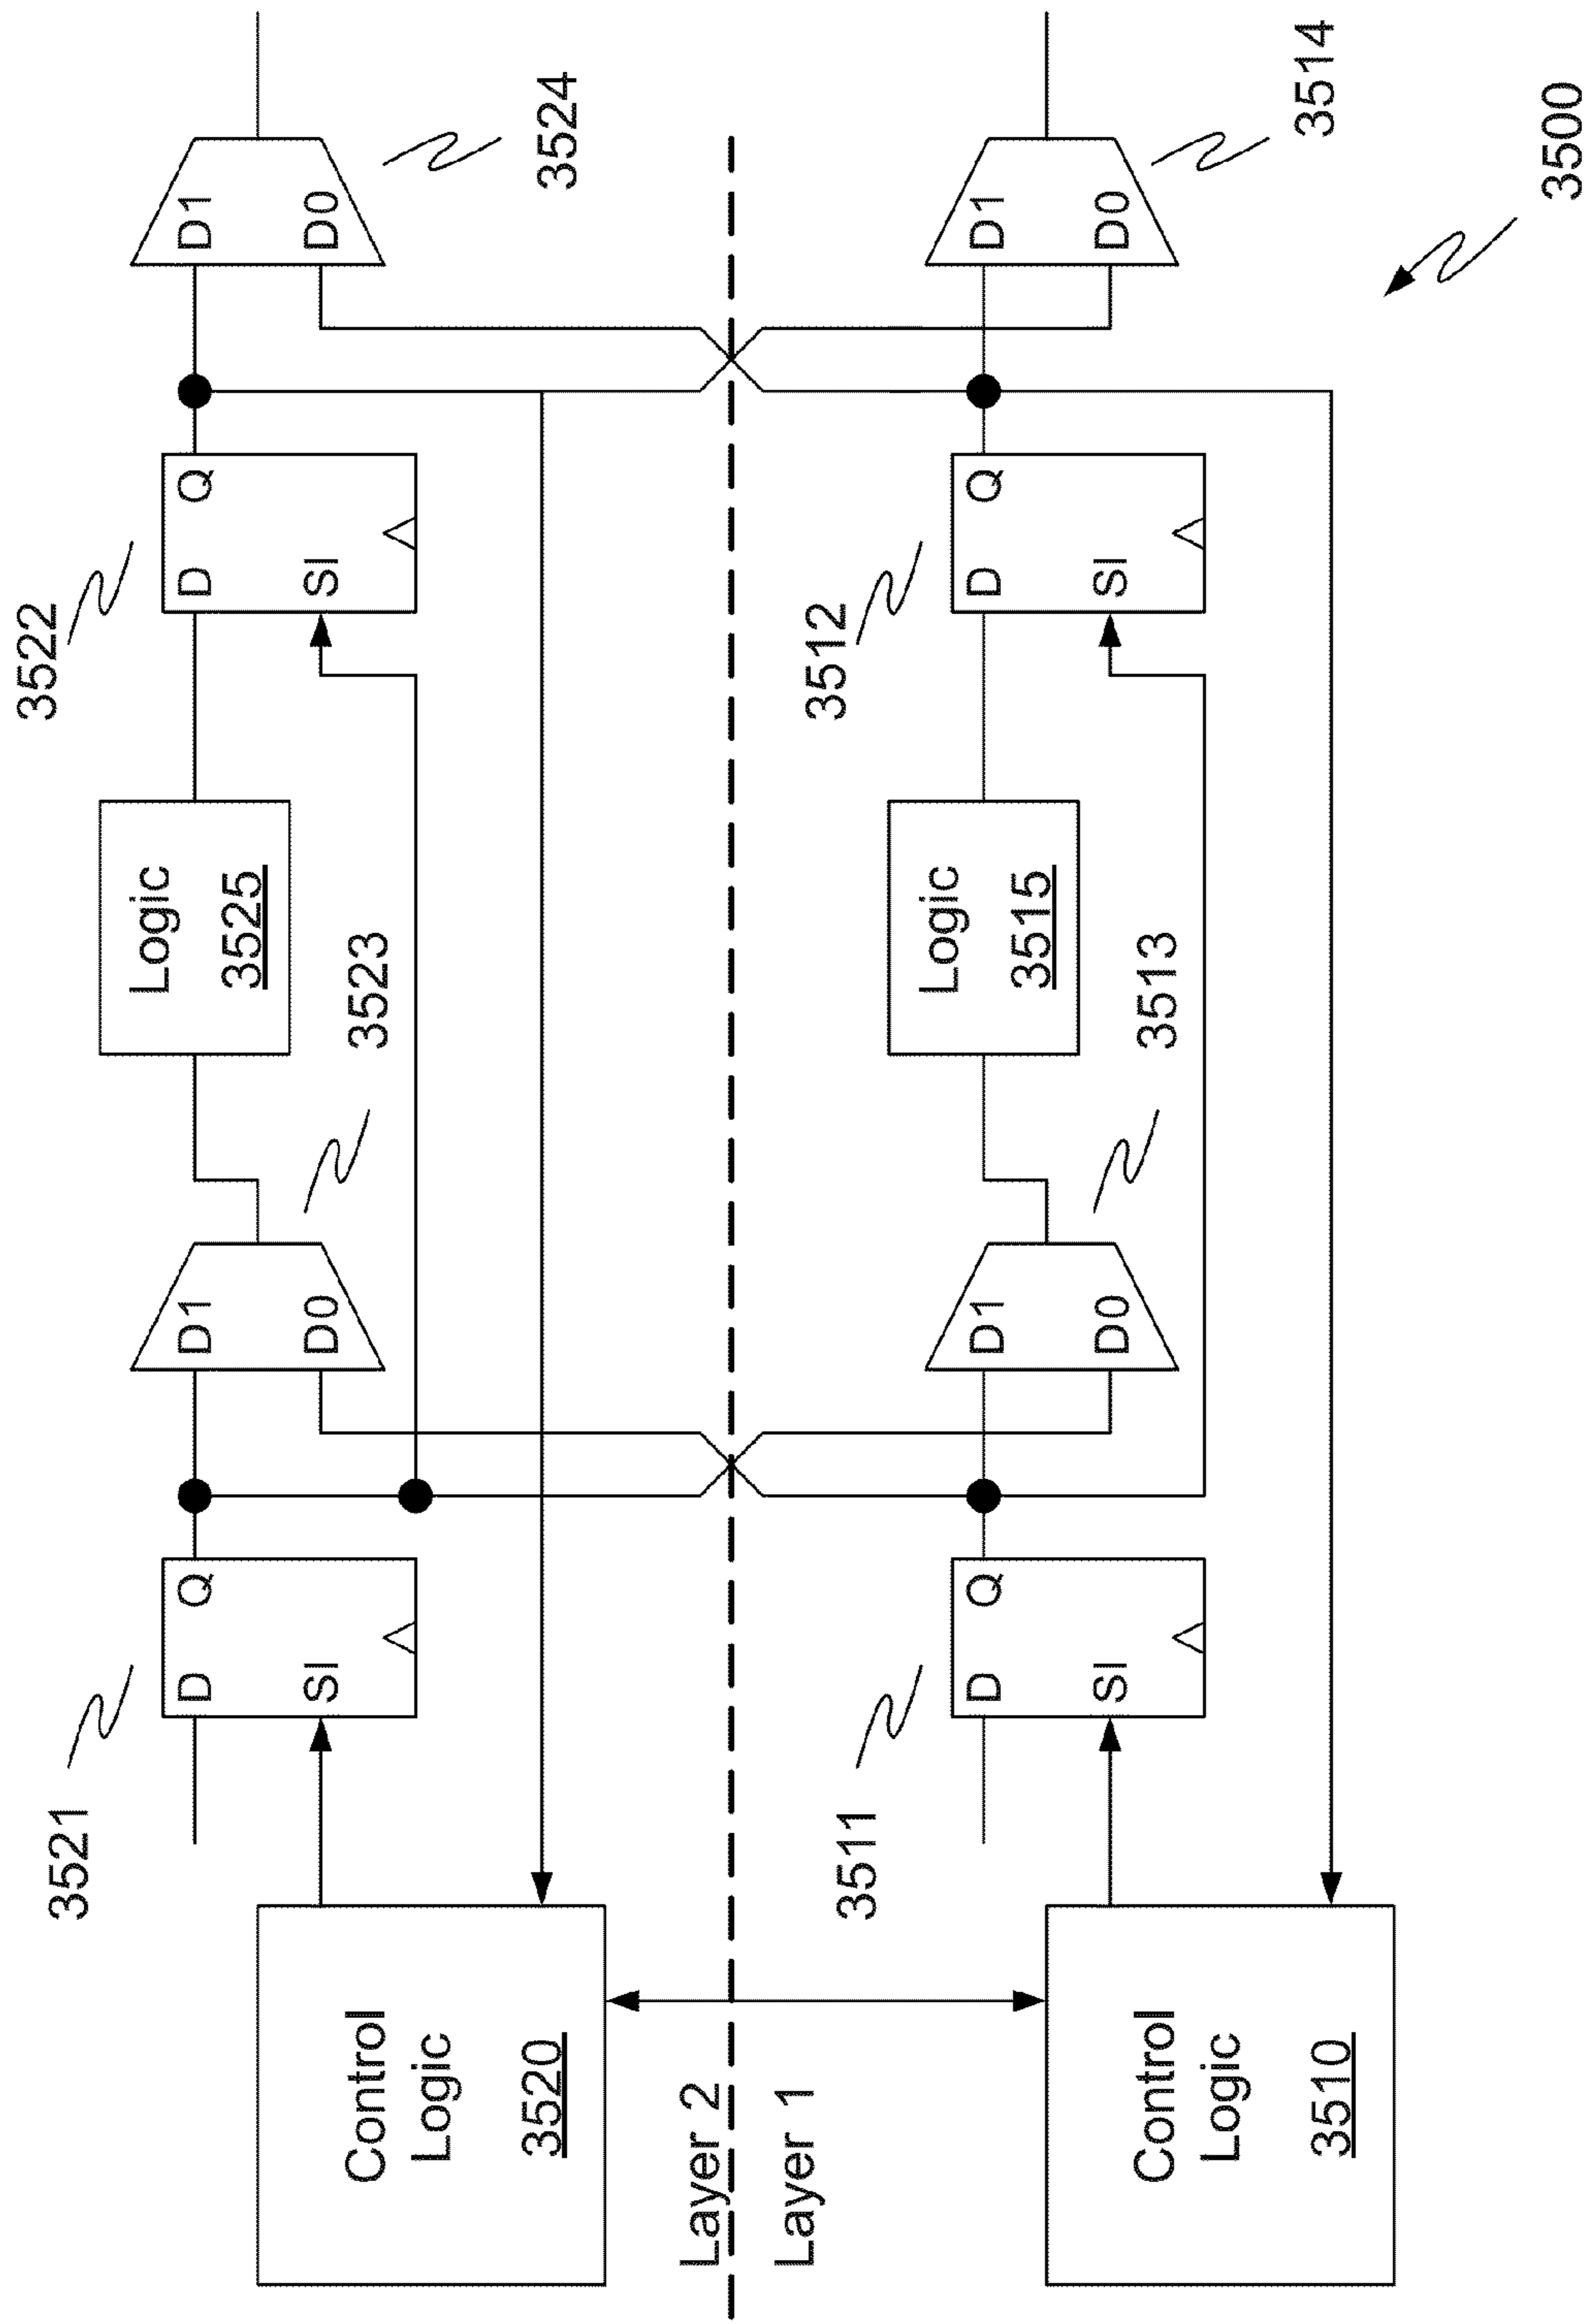 3521
D
Q
SI
D1
D0
3523
Logic
3525
3522
D
Q
SI
D1
D0
3524
Control
Logic
3520
Layer 2
Layer 1
3511
D
Q
SI
D1
D0
3513
Logic
3515
3512
D
Q
SI
D1
D0
3514
Control
Logic
3510
3500